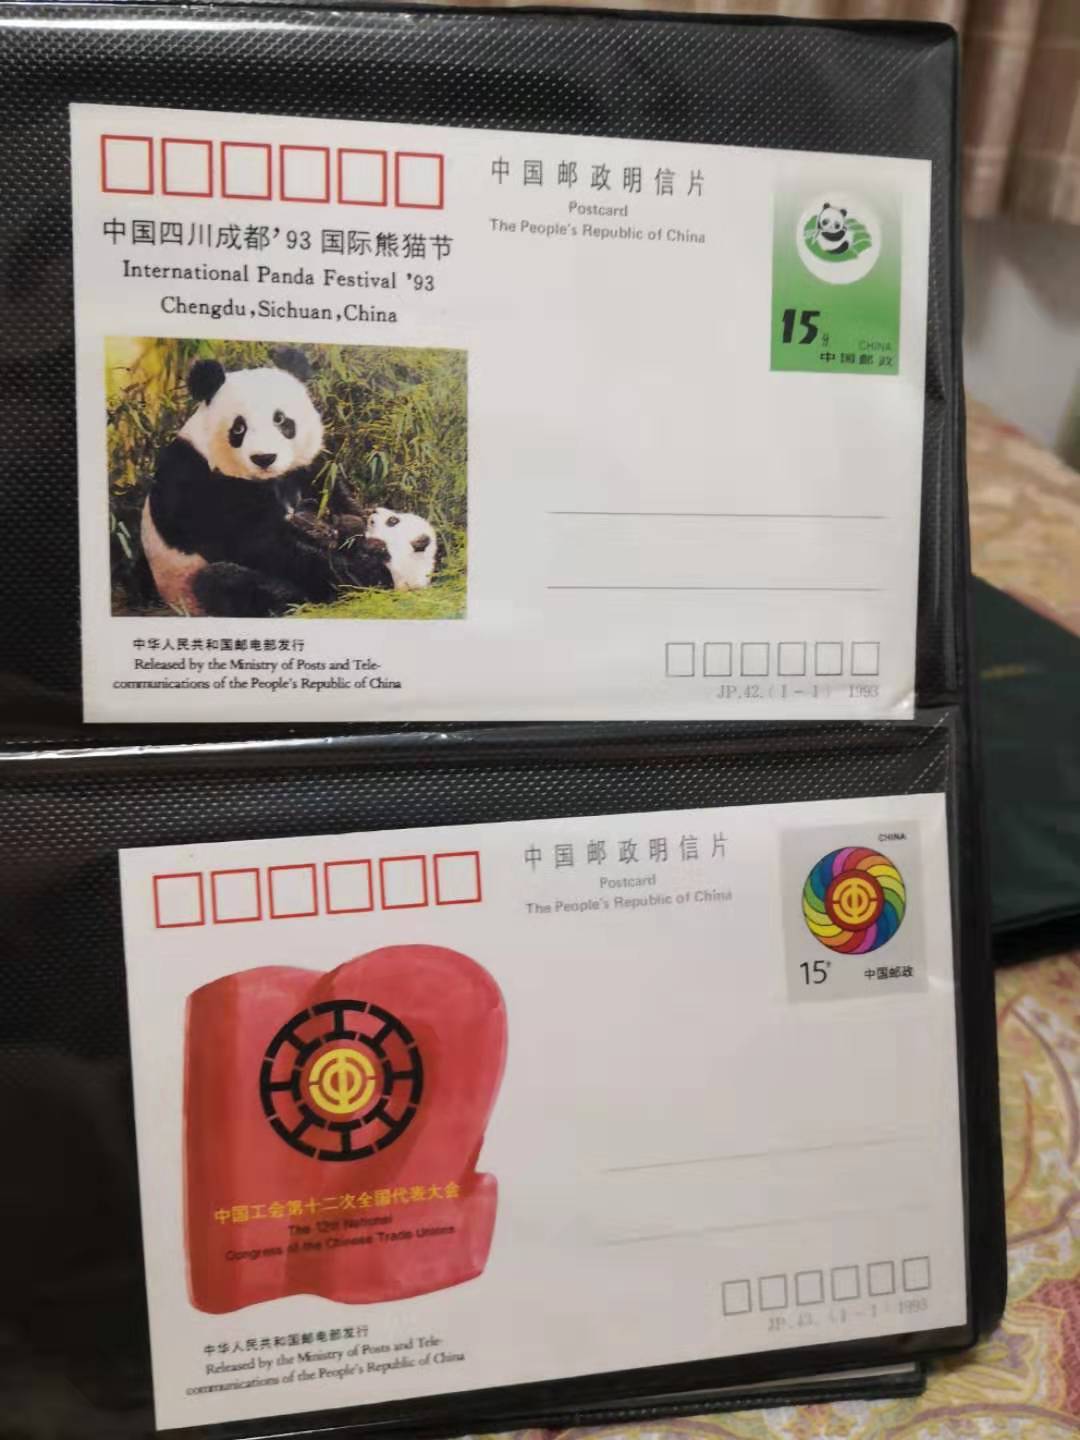 中国邮政明信片
Postcard
The People's Republic of China
中国四川成都'93国际熊猫节
International Panda Festival '93
Chengdu,Sichuan,China
15分
CHINA
中国邮政
中华人民共和国邮电部发行
Released by the Ministry of Posts and Tele-
communications of the People's Republic of China
JP.42.(1-1) 1993
中国邮政明信片
Postcard
The People's Republic of China
CHINA
15分
中国邮政
中国工会第十二次全国代表大会
The 12th National
Congress of the Chinese Trade Unions
中华人民共和国邮电部发行
Released by the Ministry of Posts and Tele-
communications of the People's Republic of China
JP.43.(1-1) 1993